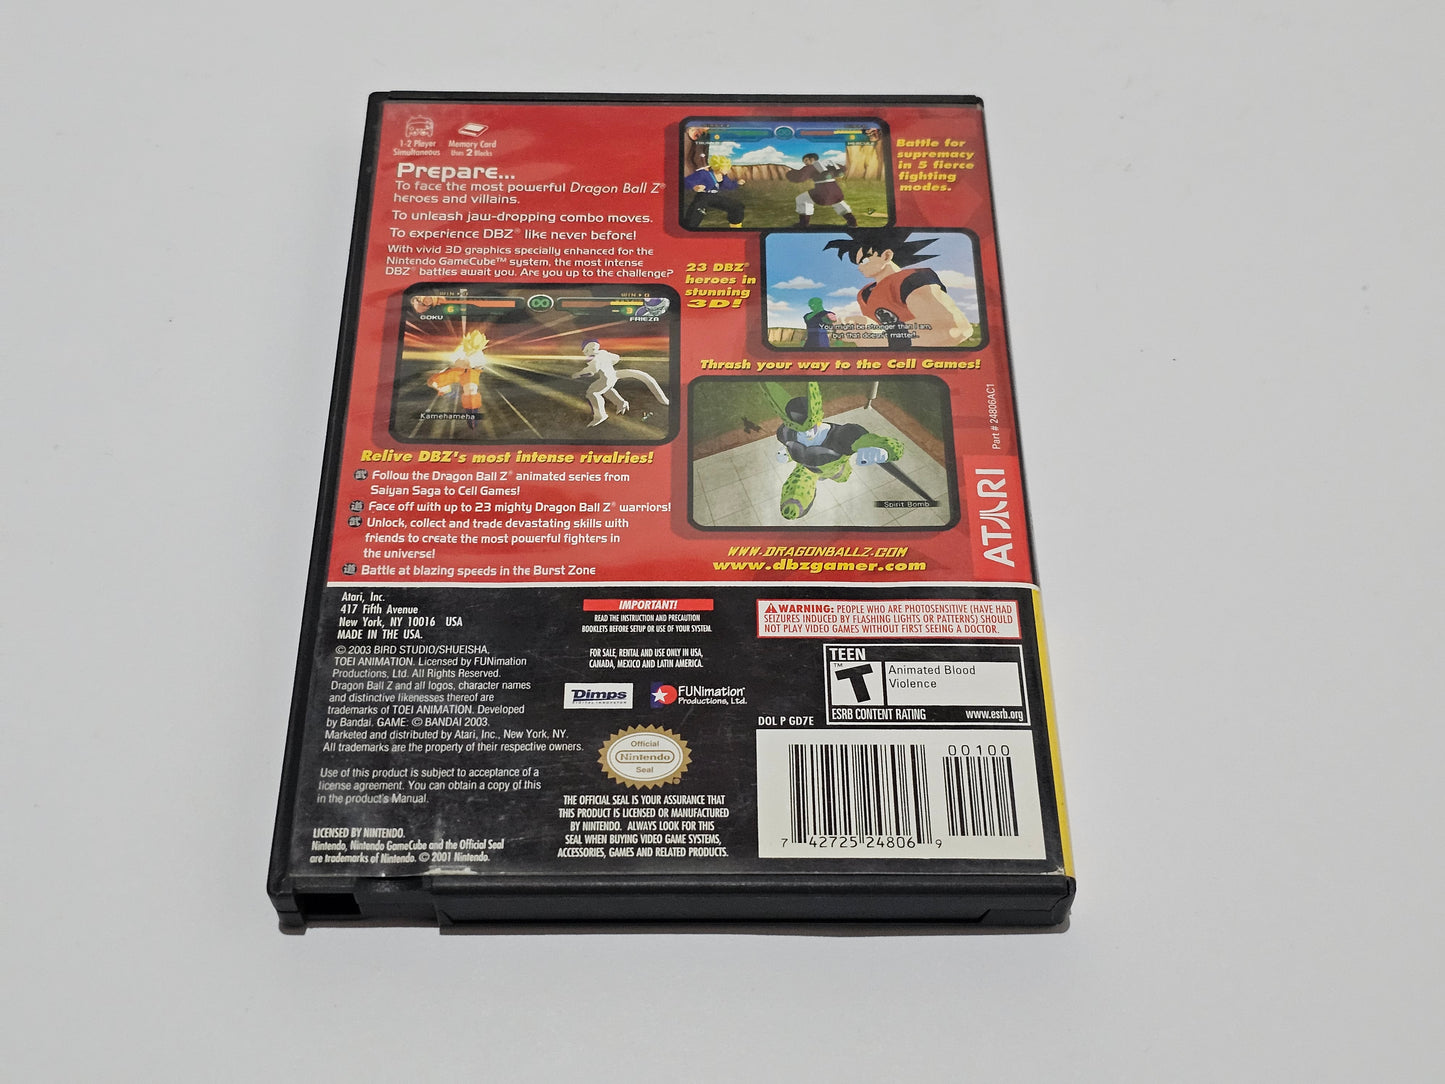 1-2 Player
Simultaneous
Memory Card
Uses 2 Blocks
Prepare...
To face the most powerful Dragon Ball Z®
heroes and villains.
To unleash jaw-dropping combo moves.
To experience DBZ® like never before!
With vivid 3D graphics specially enhanced for the
Nintendo GameCube™ system, the most intense
DBZ® battles await you. Are you up to the challenge?
Battle for
supremacy
in 5 fierce
fighting
modes.
HERCULE
23 DBZ®
heroes in
stunning
3D!
You might be stronger than I am,
but that doesn't matter!..
GOKU
FRIEZA
Kamehameha
Thrash your way to the Cell Games!
Spirit Bomb
Part # 24806AC1
ATARI
Relive DBZ's most intense rivalries!
Follow the Dragon Ball Z® animated series from
Saiyan Saga to Cell Games!
Face off with up to 23 mighty Dragon Ball Z® warriors!
Unlock, collect and trade devastating skills with
friends to create the most powerful fighters in
the universe!
Battle at blazing speeds in the Burst Zone
WWW.DRAGONBALLZ.COM
www.dbzgamer.com
Atari, Inc.
417 Fifth Avenue
New York, NY 10016 USA
MADE IN THE USA.
© 2003 BIRD STUDIO/SHUEISHA,
TOEI ANIMATION. Licensed by FUNimation
Productions, Ltd. All Rights Reserved.
Dragon Ball Z and all logos, character names
and distinctive likenesses thereof are
trademarks of TOEI ANIMATION. Developed
by Bandai. GAME: © BANDAI 2003.
Marketed and distributed by Atari, Inc., New York, NY.
All trademarks are the property of their respective owners.
Use of this product is subject to acceptance of a
license agreement. You can obtain a copy of this
in the product's Manual.
LICENSED BY NINTENDO.
Nintendo, Nintendo GameCube and the Official Seal
are trademarks of Nintendo. © 2001 Nintendo.
IMPORTANT!
READ THE INSTRUCTION AND PRECAUTION
BOOKLETS BEFORE SETUP OR USE OF YOUR SYSTEM.
FOR SALE, RENTAL AND USE ONLY IN USA,
CANADA, MEXICO AND LATIN AMERICA.
Dimps
DIGITAL INNOVATOR
FUNimation®
Productions, Ltd.
Official
Nintendo
Seal
THE OFFICIAL SEAL IS YOUR ASSURANCE THAT
THIS PRODUCT IS LICENSED OR MANUFACTURED
BY NINTENDO. ALWAYS LOOK FOR THIS
SEAL WHEN BUYING VIDEO GAME SYSTEMS,
ACCESSORIES, GAMES AND RELATED PRODUCTS.
WARNING: PEOPLE WHO ARE PHOTOSENSITIVE (HAVE HAD
SEIZURES INDUCED BY FLASHING LIGHTS OR PATTERNS) SHOULD
NOT PLAY VIDEO GAMES WITHOUT FIRST SEEING A DOCTOR.
TEEN
T
™
Animated Blood
Violence
ESRB CONTENT RATING www.esrb.org
DOL P GD7E
00100
7 42725 24806 9